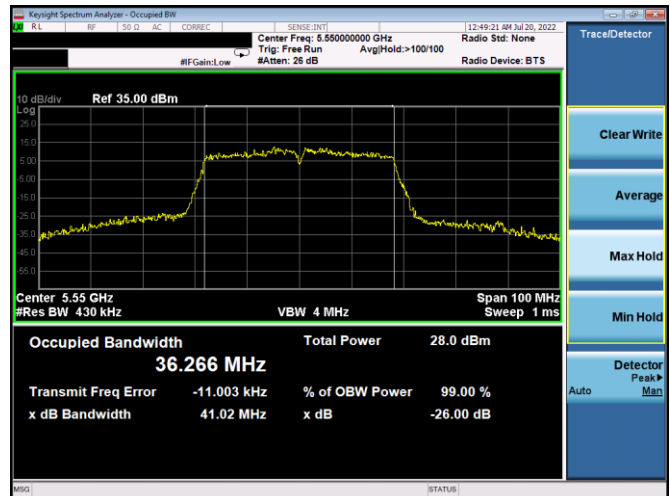 Keysight Spectrum Analyzer - Occupied BW
LXI RL RF 50 Ω AC CORREC SENSE:INT 12:49:21 AM Jul 20, 2022
Center Freq: 5.550000000 GHz Radio Std: None
Trig: Free Run Avg|Hold:>100/100
#IFGain:Low #Atten: 26 dB Radio Device: BTS
10 dB/div Ref 35.00 dBm
Log
25.0
15.0
5.00
-5.00
-15.0
-25.0
-35.0
-45.0
-55.0
Center 5.55 GHz Span 100 MHz
#Res BW 430 kHz VBW 4 MHz Sweep 1 ms
Occupied Bandwidth Total Power 28.0 dBm
36.266 MHz
Transmit Freq Error -11.003 kHz % of OBW Power 99.00 %
x dB Bandwidth 41.02 MHz x dB -26.00 dB
Trace/Detector
Clear Write
Average
Max Hold
Min Hold
Detector
Peak▶
Auto Man
MSG STATUS